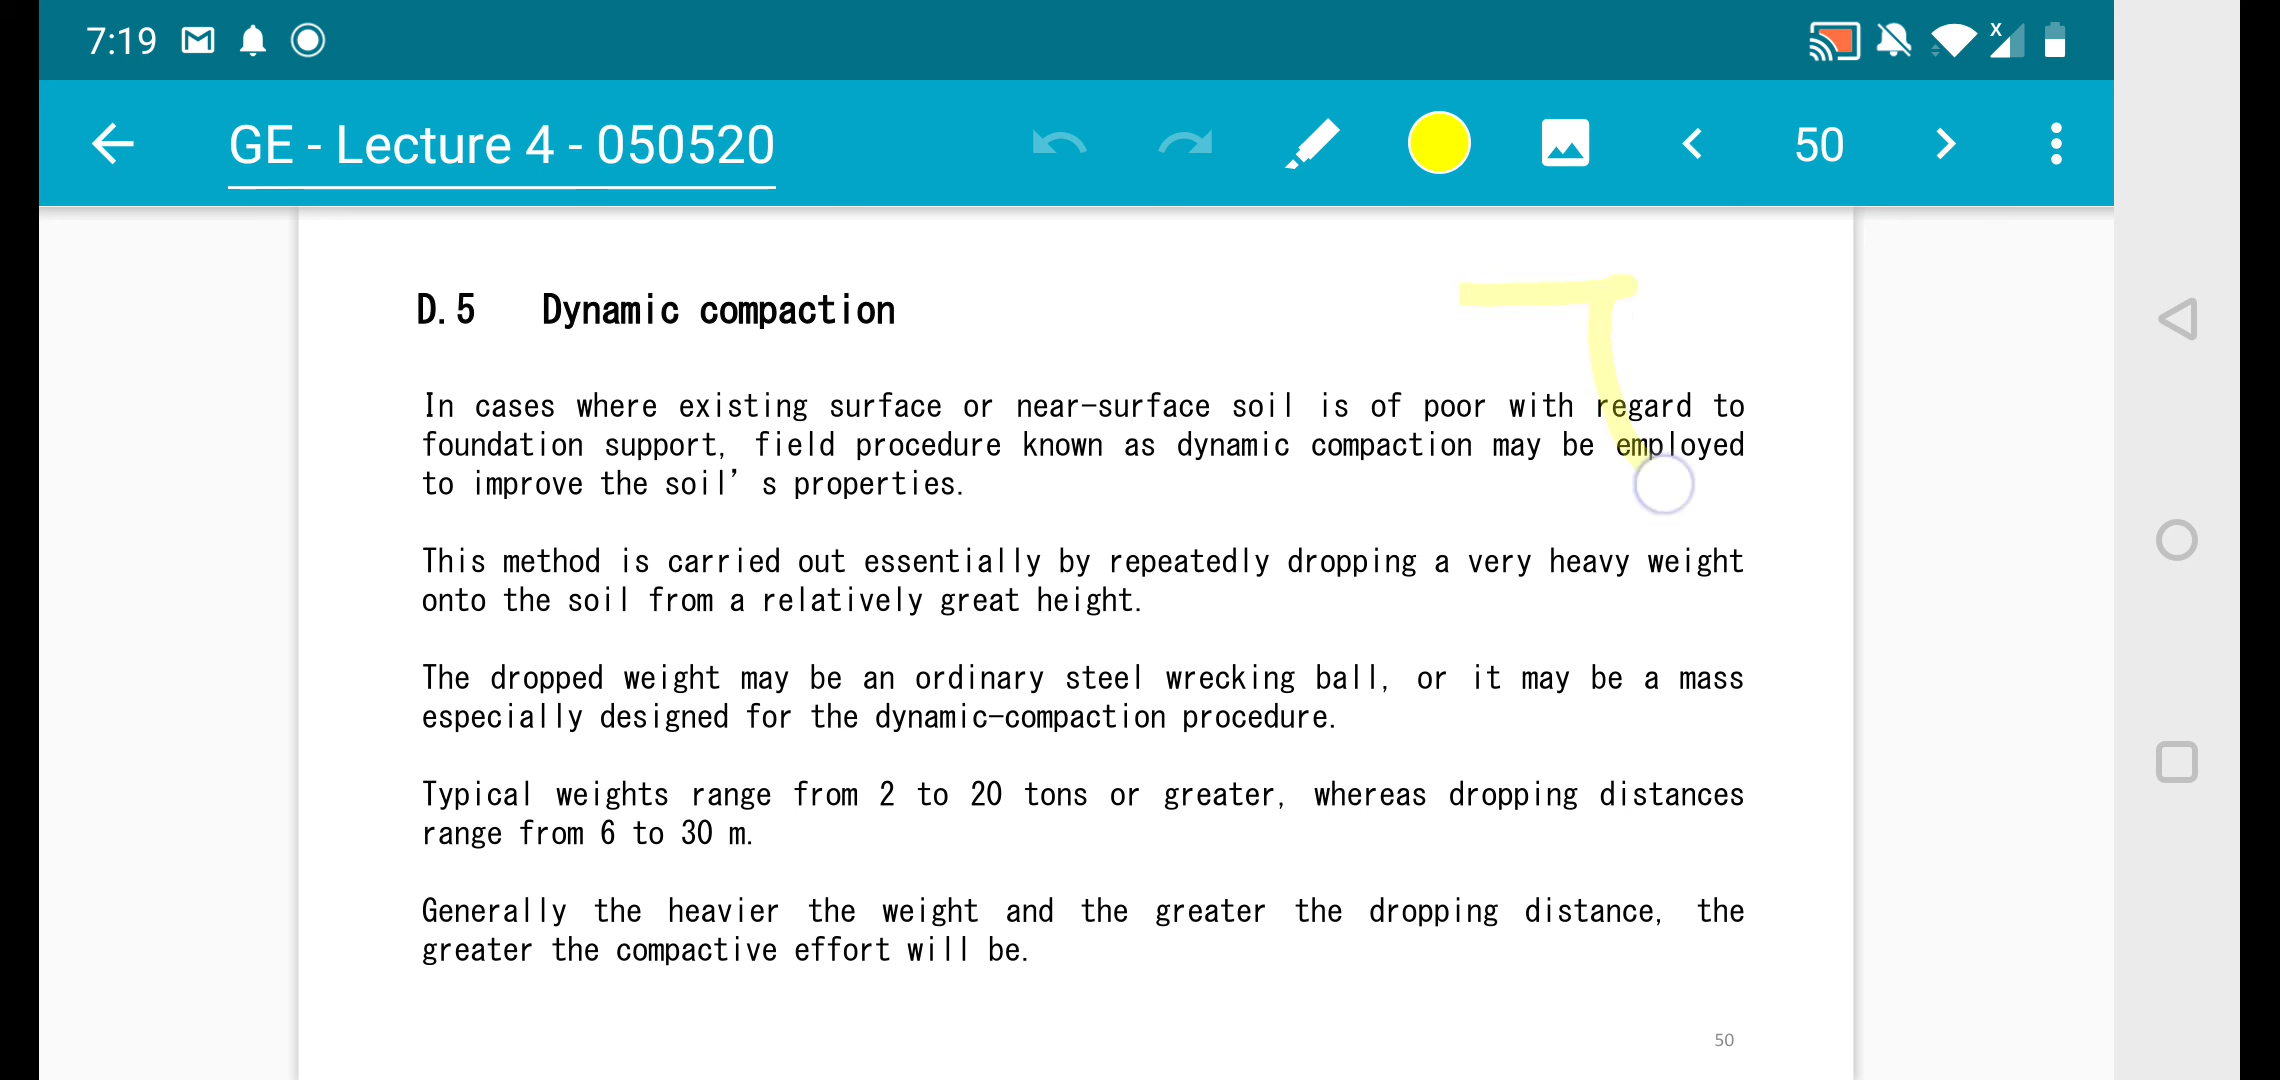 7:19
x
GE - Lecture 4 - 050520
50
D.5 Dynamic compaction
In cases where existing surface or near-surface soil is of poor with regard to
foundation support, field procedure known as dynamic compaction may be employed
to improve the soil’ s properties.
This method is carried out essentially by repeatedly dropping a very heavy weight
onto the soil from a relatively great height.
The dropped weight may be an ordinary steel wrecking ball, or it may be a mass
especially designed for the dynamic-compaction procedure.
Typical weights range from 2 to 20 tons or greater, whereas dropping distances
range from 6 to 30 m.
Generally the heavier the weight and the greater the dropping distance, the
greater the compactive effort will be.
50